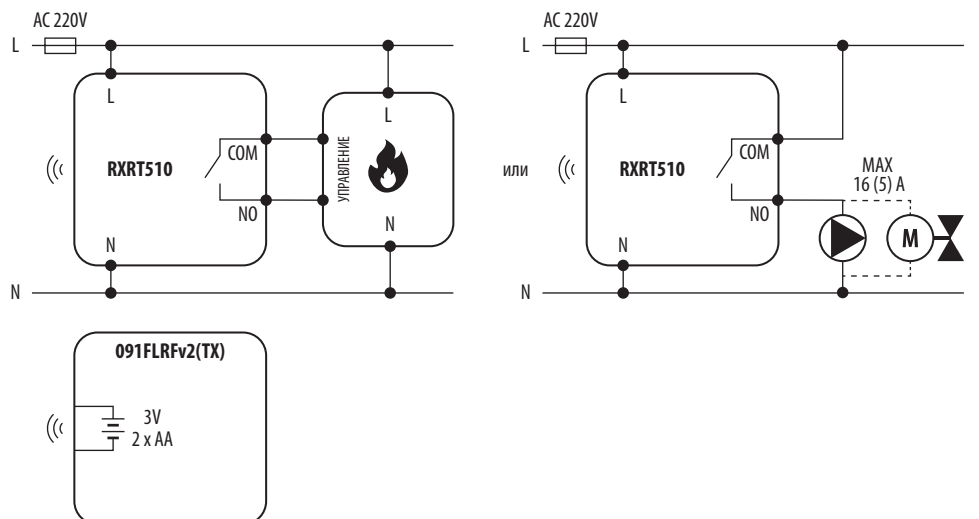 AC 220V
L
L
RXRT510
COM
NO
N
N
L
УПРАВЛЕНИЕ
N
или
AC 220V
L
L
RXRT510
COM
NO
N
N
MAX
16 (5) A
M
091FLRFv2(TX)
3V
2 x AA